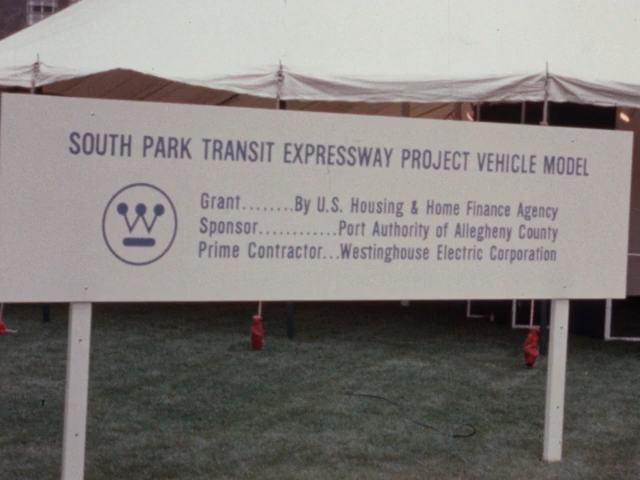 SOUTH PARK TRANSIT EXPRESSWAY PROJECT VEHICLE MODEL
Grant........By U.S. Housing & Home Finance Agency
Sponsor............Port Authority of Allegheny County
Prime Contractor...Westinghouse Electric Corporation
W